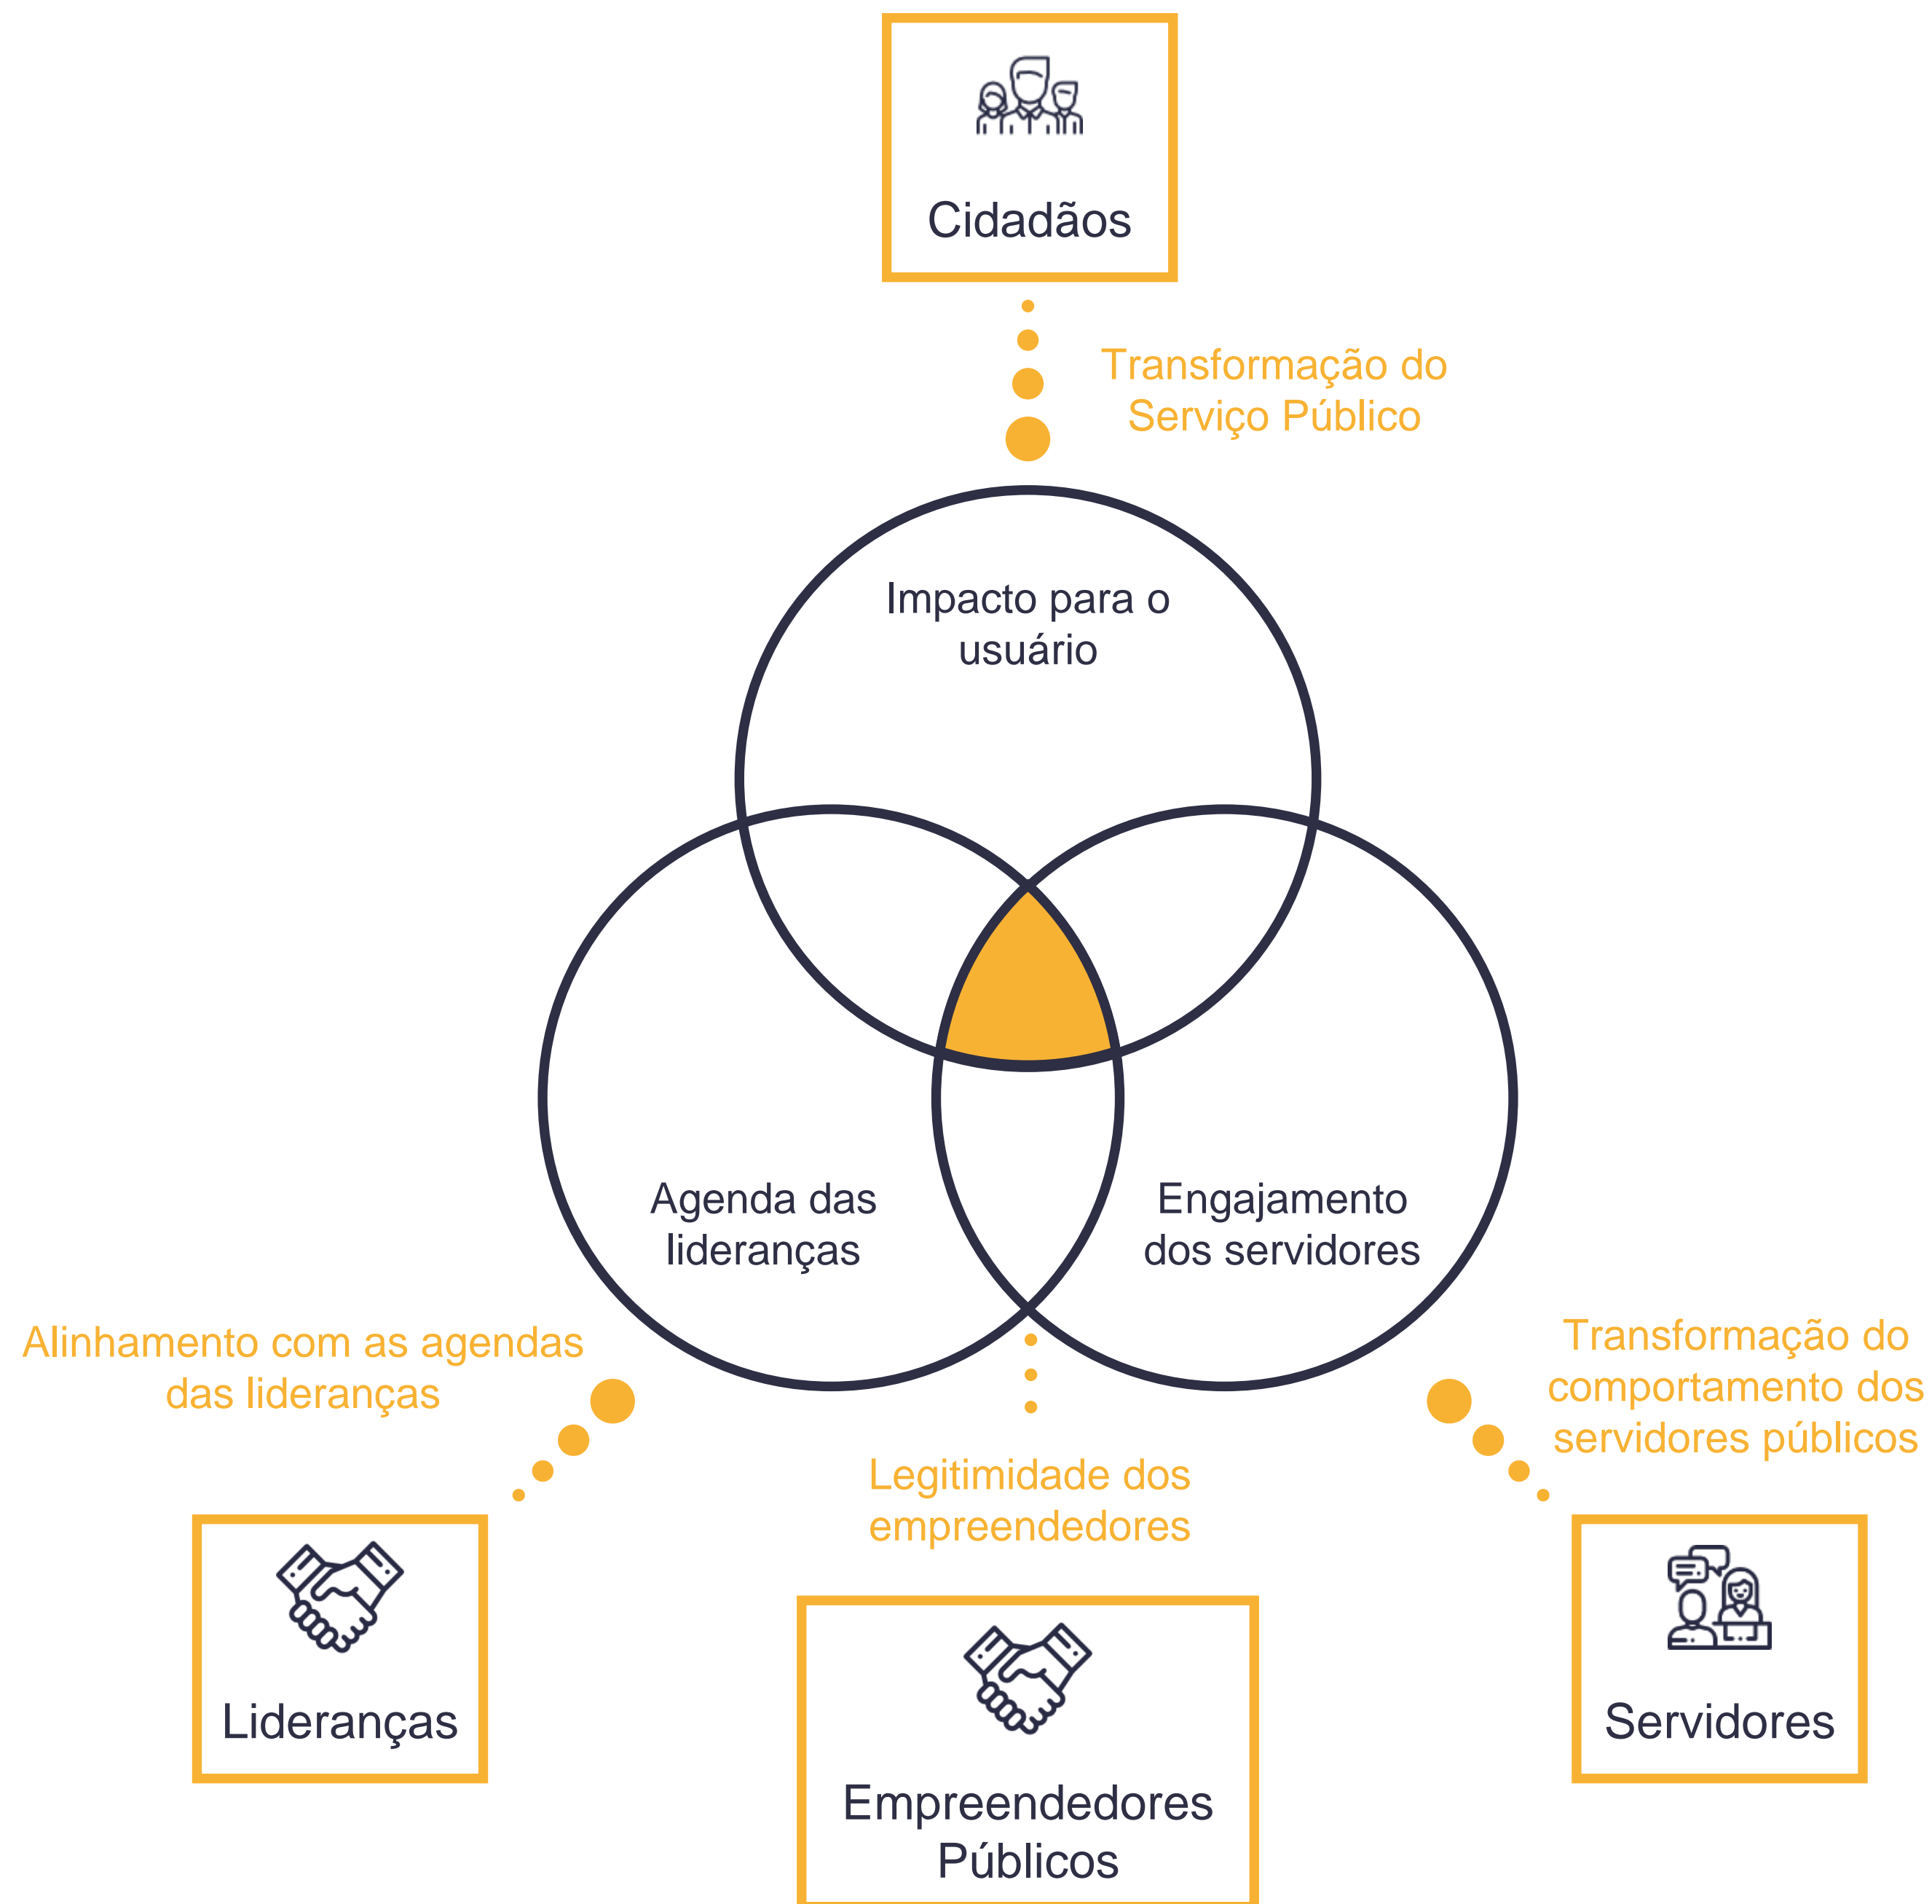 Cidadãos
Transformação do
Serviço Público
Impacto para o
usuário
Agenda das
lideranças
Engajamento
dos servidores
Alinhamento com as agendas
das lideranças
Transformação do
comportamento dos
servidores públicos
Legitimidade dos
empreendedores
Lideranças
Servidores
Empreendedores
Públicos